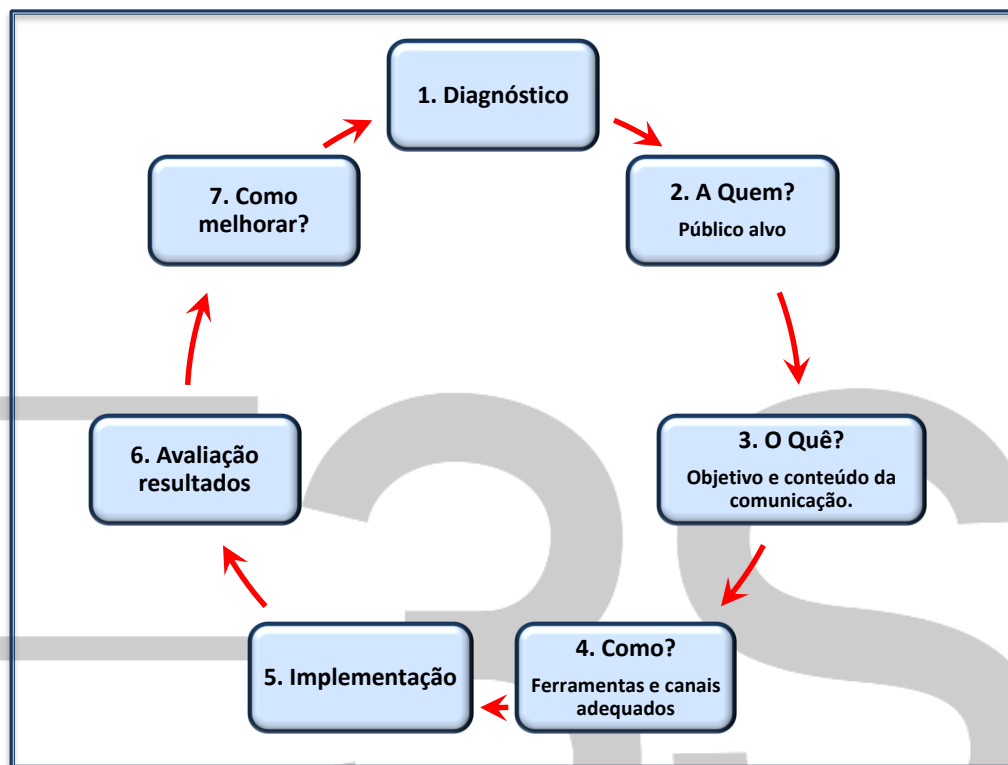 1. Diagnóstico
2. A Quem?
Público alvo
3. O Quê?
Objetivo e conteúdo da
comunicação.
4. Como?
Ferramentas e canais
adequados
5. Implementação
6. Avaliação
resultados
7. Como
melhorar?